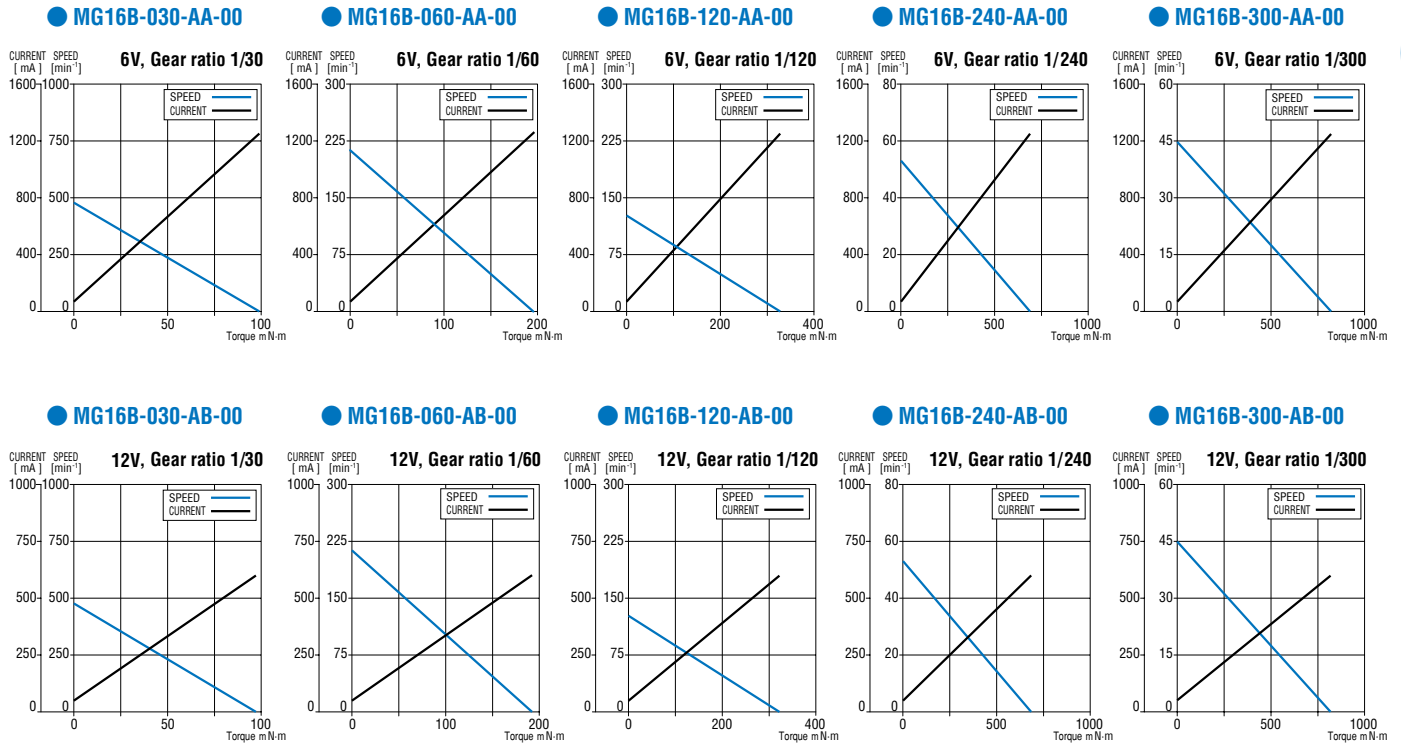 MG16B-030-AA-00
CURRENT SPEED
[ mA ] [min⁻¹]
6V, Gear ratio 1/30
SPEED
CURRENT
1600 1000
1200 750
800 500
400 250
0 0
0 50 100
Torque mN·m
MG16B-060-AA-00
CURRENT SPEED
[ mA ] [min⁻¹]
6V, Gear ratio 1/60
SPEED
CURRENT
1600 300
1200 225
800 150
400 75
0 0
0 100 200
Torque mN·m
MG16B-120-AA-00
CURRENT SPEED
[ mA ] [min⁻¹]
6V, Gear ratio 1/120
SPEED
CURRENT
1600 300
1200 225
800 150
400 75
0 0
0 200 400
Torque mN·m
MG16B-240-AA-00
CURRENT SPEED
[ mA ] [min⁻¹]
6V, Gear ratio 1/240
SPEED
CURRENT
1600 80
1200 60
800 40
400 20
0 0
0 500 1000
Torque mN·m
MG16B-300-AA-00
CURRENT SPEED
[ mA ] [min⁻¹]
6V, Gear ratio 1/300
SPEED
CURRENT
1600 60
1200 45
800 30
400 15
0 0
0 500 1000
Torque mN·m
MG16B-030-AB-00
CURRENT SPEED
[ mA ] [min⁻¹]
12V, Gear ratio 1/30
SPEED
CURRENT
1000 1000
750 750
500 500
250 250
0 0
0 50 100
Torque mN·m
MG16B-060-AB-00
CURRENT SPEED
[ mA ] [min⁻¹]
12V, Gear ratio 1/60
SPEED
CURRENT
1000 300
750 225
500 150
250 75
0 0
0 100 200
Torque mN·m
MG16B-120-AB-00
CURRENT SPEED
[ mA ] [min⁻¹]
12V, Gear ratio 1/120
SPEED
CURRENT
1000 300
750 225
500 150
250 75
0 0
0 200 400
Torque mN·m
MG16B-240-AB-00
CURRENT SPEED
[ mA ] [min⁻¹]
12V, Gear ratio 1/240
SPEED
CURRENT
1000 80
750 60
500 40
250 20
0 0
0 500 1000
Torque mN·m
MG16B-300-AB-00
CURRENT SPEED
[ mA ] [min⁻¹]
12V, Gear ratio 1/300
SPEED
CURRENT
1000 60
750 45
500 30
250 15
0 0
0 500 1000
Torque mN·m